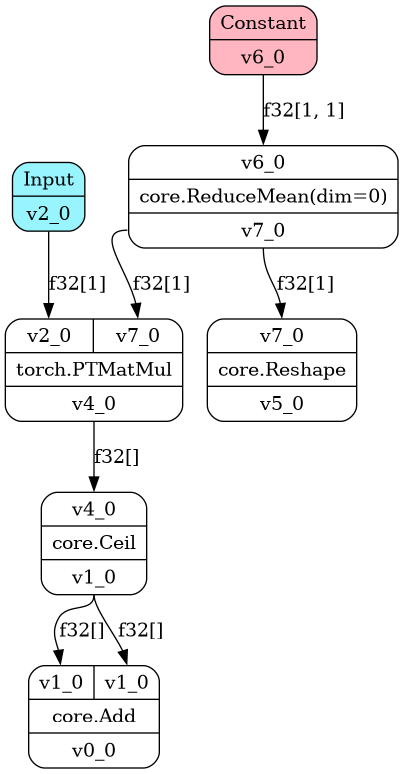 Constant
v6_0
f32[1, 1]
Input
v2_0
v6_0
core.ReduceMean(dim=0)
v7_0
f32[1]
f32[1]
f32[1]
v2_0 v7_0
torch.PTMatMul
v4_0
v7_0
core.Reshape
v5_0
f32[]
v4_0
core.Ceil
v1_0
f32[]
f32[]
v1_0 v1_0
core.Add
v0_0